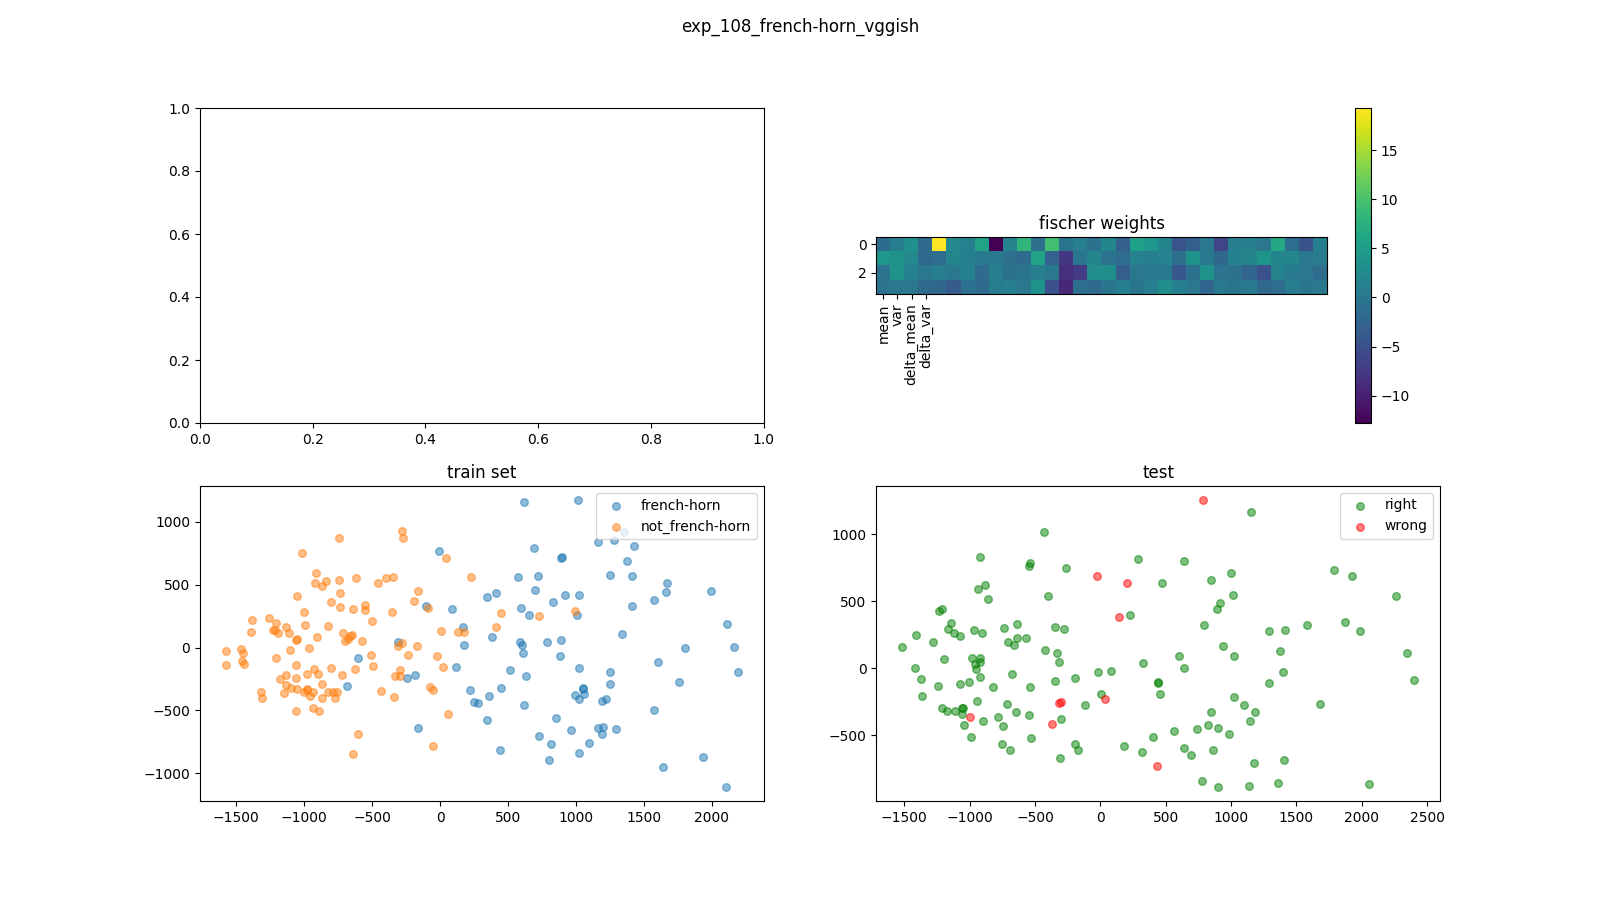 exp_108_french-horn_vggish
1.0
0.8
0.6
0.4
0.2
0.0
0.0 0.2 0.4 0.6 0.8 1.0
fischer weights
0
2
mean
var
delta_mean
delta_var
15
10
5
0
−5
−10
train set
french-horn
not_french-horn
1000
500
0
−500
−1000
−1500 −1000 −500 0 500 1000 1500 2000
test
right
wrong
1000
500
0
−500
−1500 −1000 −500 0 500 1000 1500 2000 2500